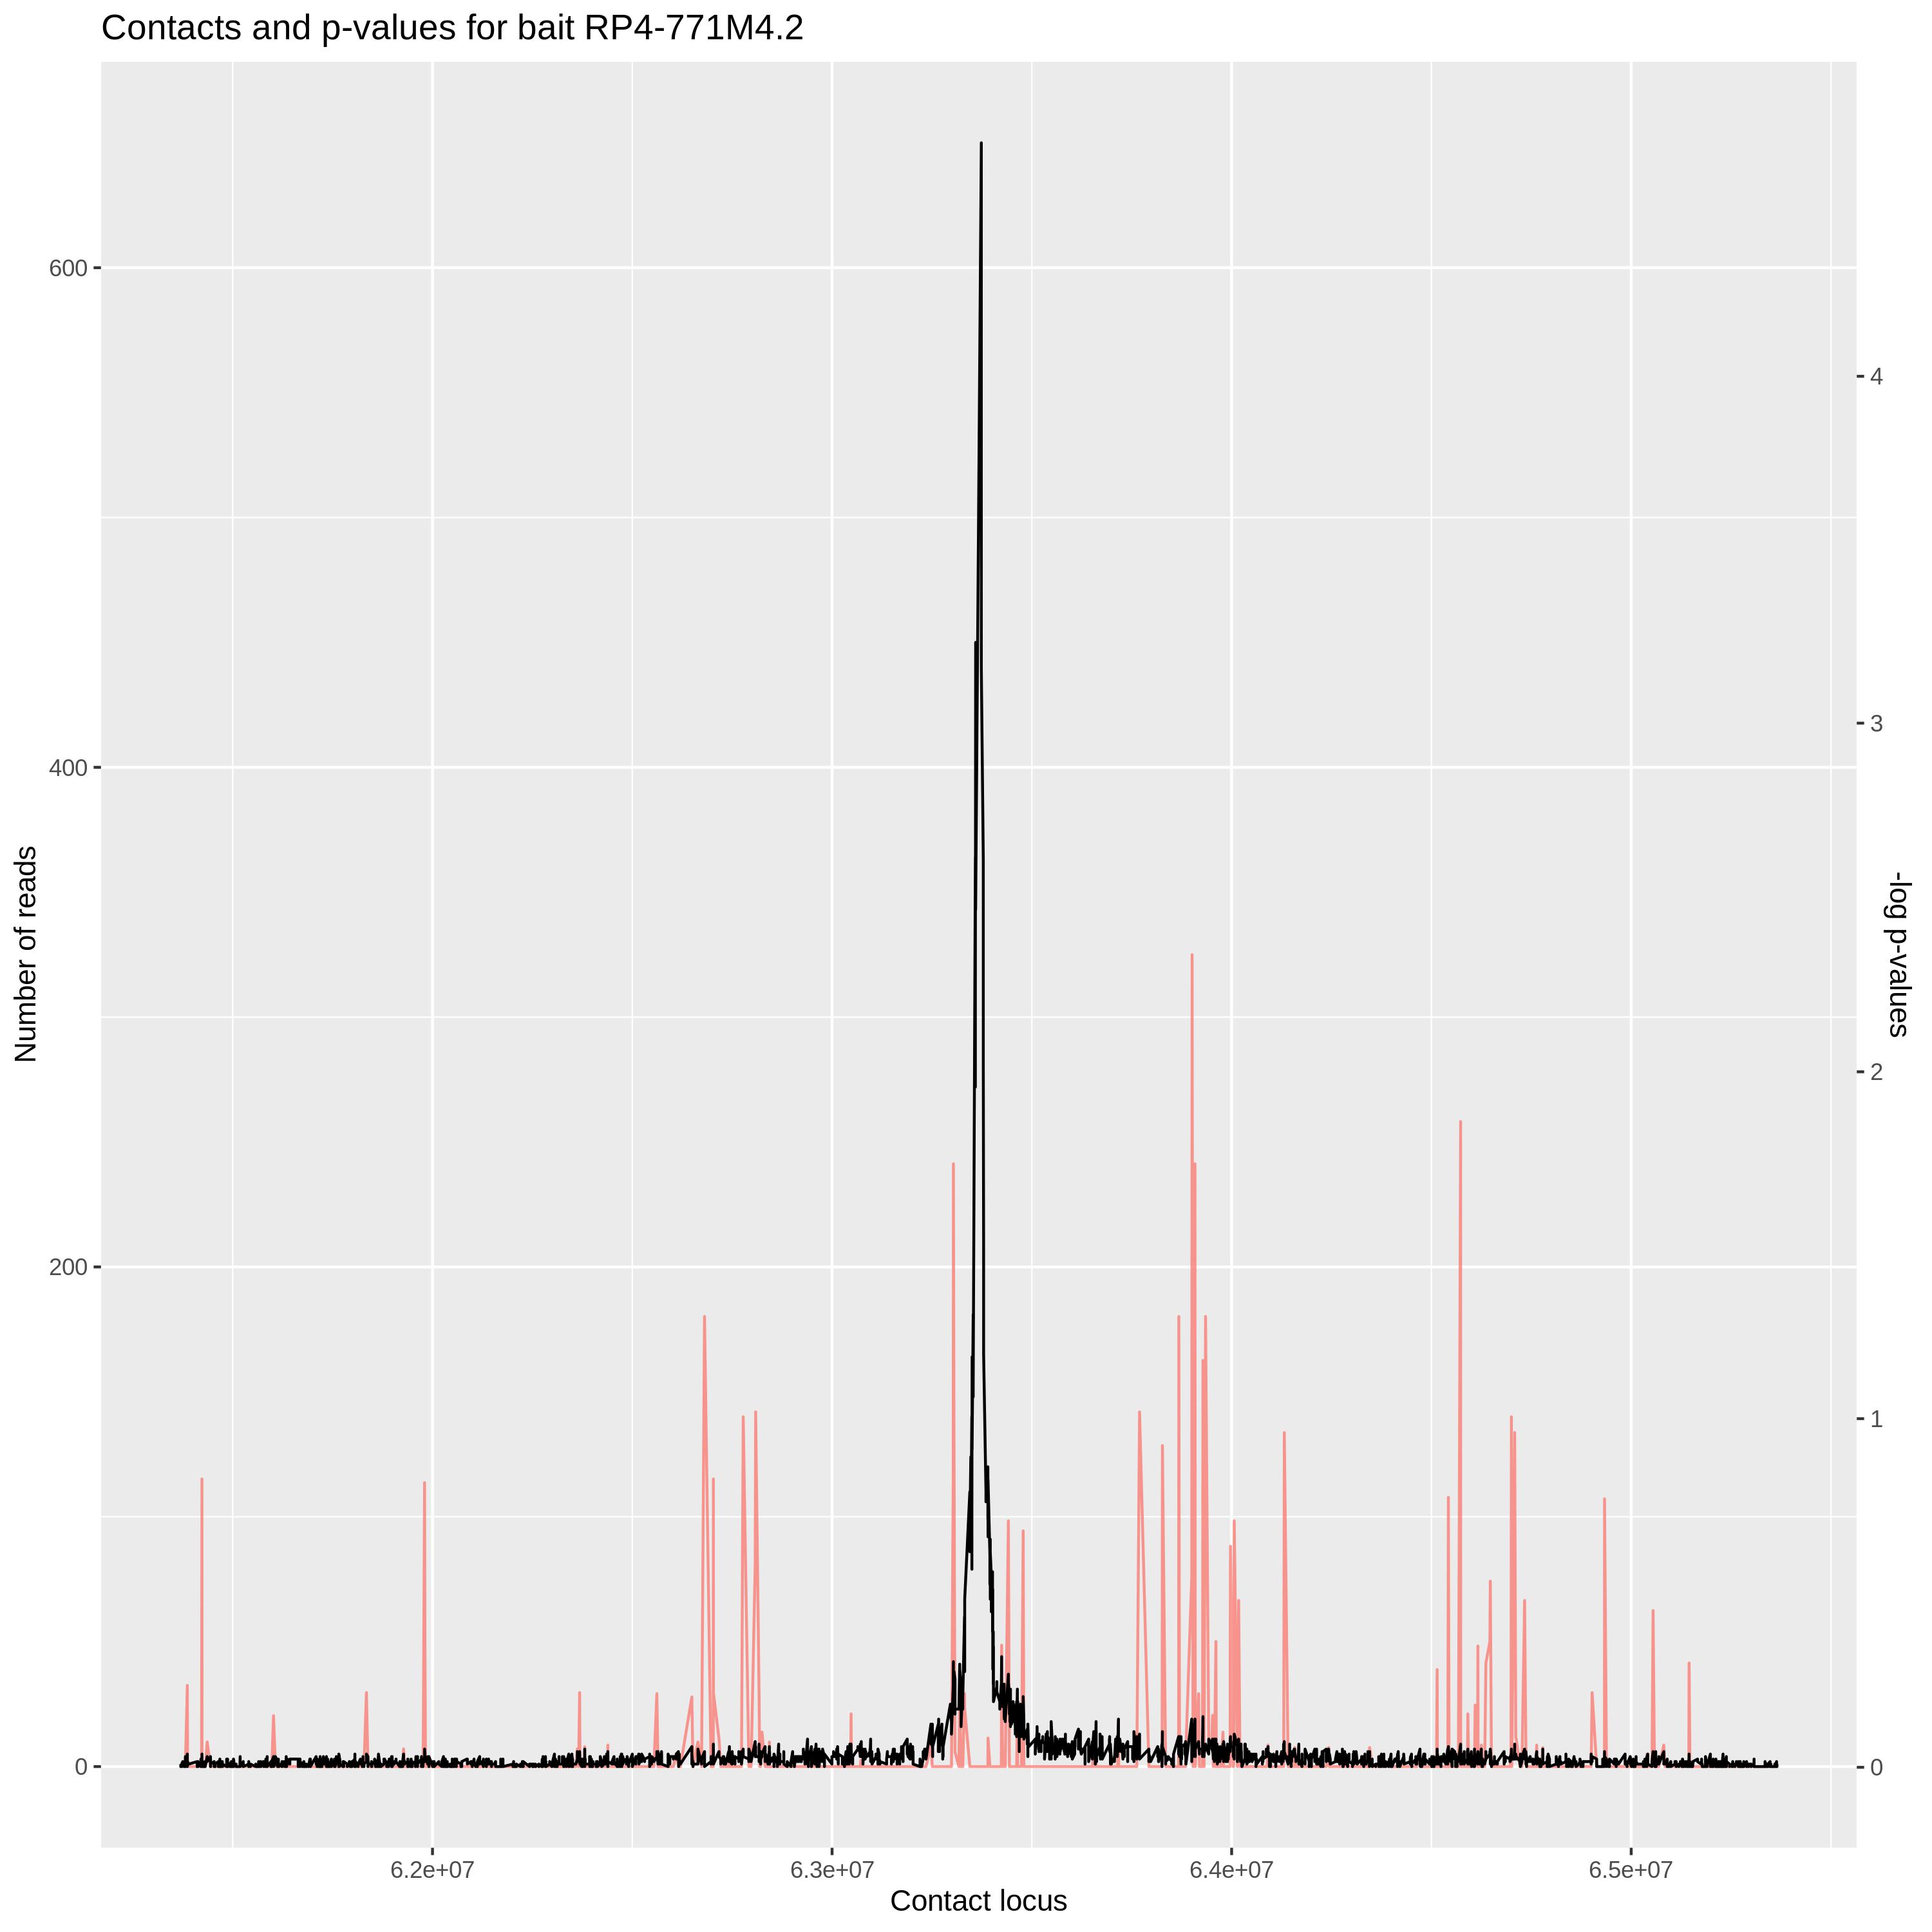 Contacts and p-values for bait RP4-771M4.2
600
400
200
0
Number of reads
4
3
2
1
0
-log p-values
6.2e+07
6.3e+07
6.4e+07
6.5e+07
Contact locus